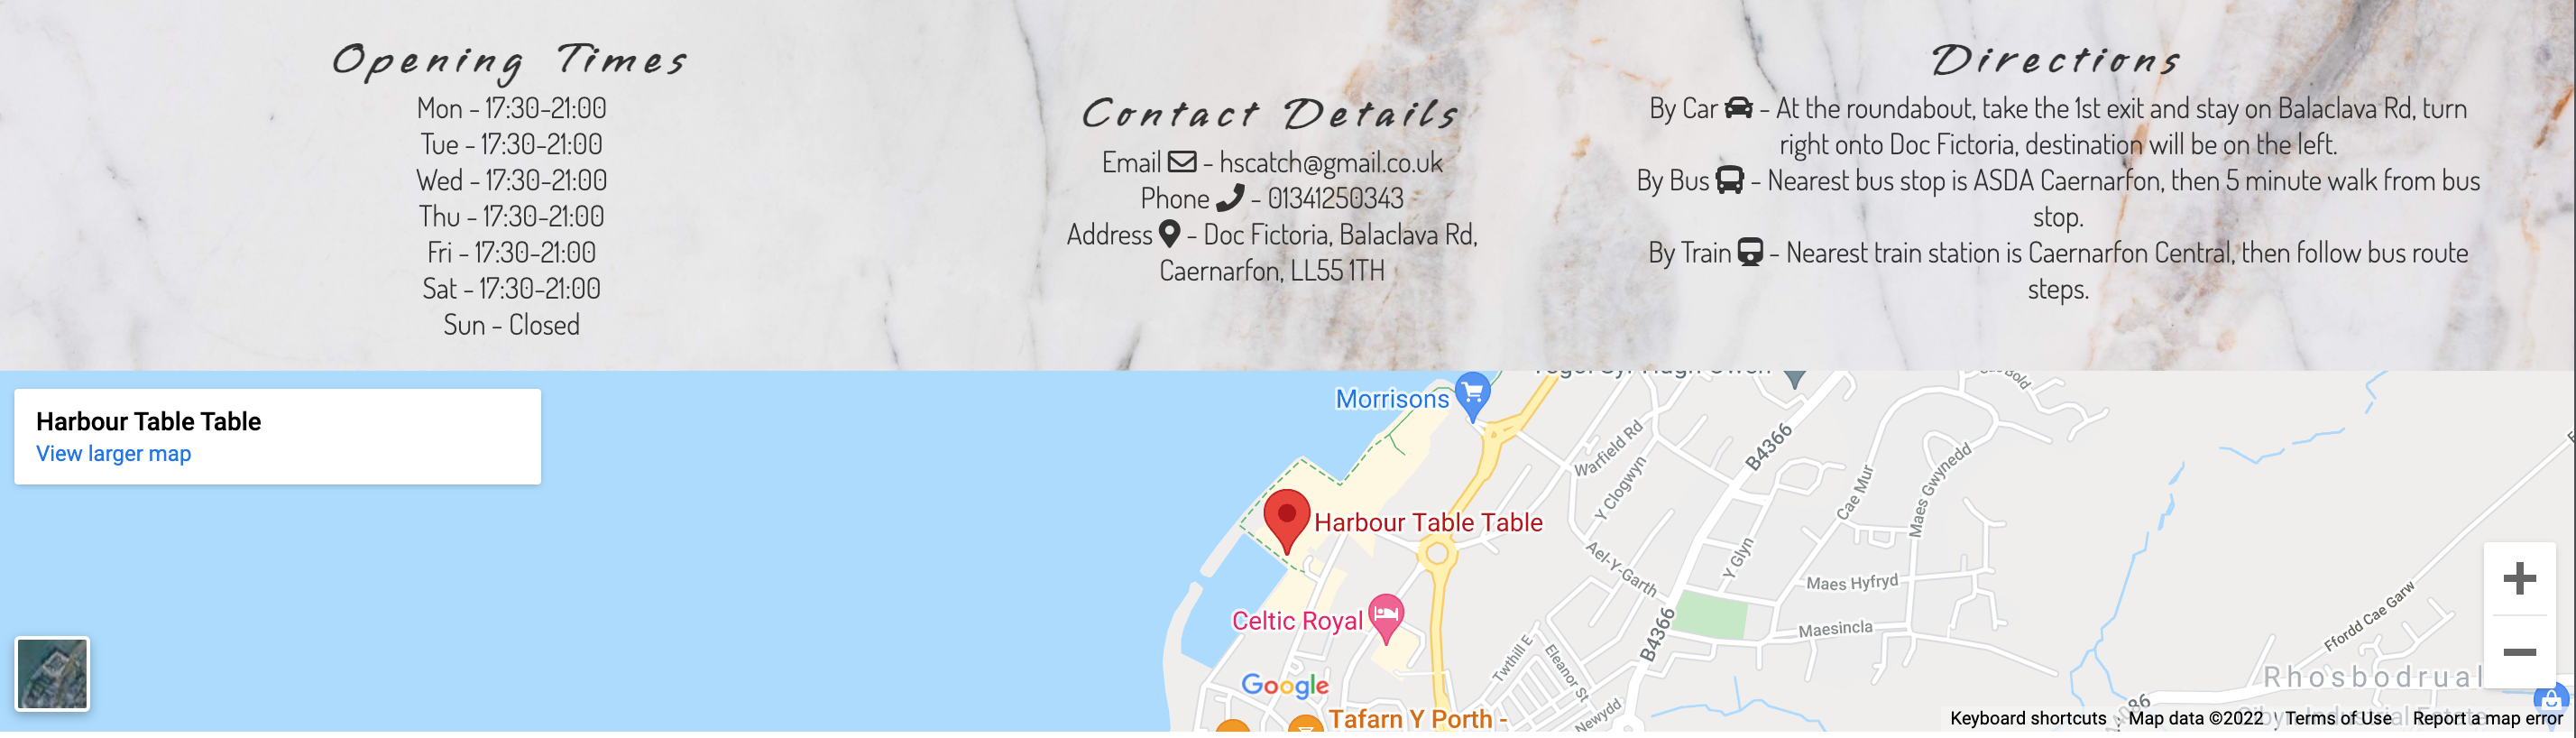 Opening Times
Mon - 17:30-21:00
Tue - 17:30-21:00
Wed - 17:30-21:00
Thu - 17:30-21:00
Fri - 17:30-21:00
Sat - 17:30-21:00
Sun - Closed
Contact Details
Email - hscatch@gmail.co.uk
Phone - 01341250343
Address - Doc Fictoria, Balaclava Rd,
Caernarfon, LL55 1TH
Directions
By Car - At the roundabout, take the 1st exit and stay on Balaclava Rd, turn
right onto Doc Fictoria, destination will be on the left.
By Bus - Nearest bus stop is ASDA Caernarfon, then 5 minute walk from bus
stop.
By Train - Nearest train station is Caernarfon Central, then follow bus route
steps.
Harbour Table Table
View larger map
Morrisons
Harbour Table Table
Celtic Royal
Google
Tafarn Y Porth -
Warfield Rd
Y Clogwyn
B4366
Cae Mur
Maes Gwynedd
Ael-Y-Garth
Y Glyn
Maes Hyfryd
Maesincla
B4366
Twthill E
Eleanor St
Newydd
Ffordd Cae Garw
Rhosbodrual
Keyboard shortcuts
Map data ©2022
Terms of Use
Report a map error